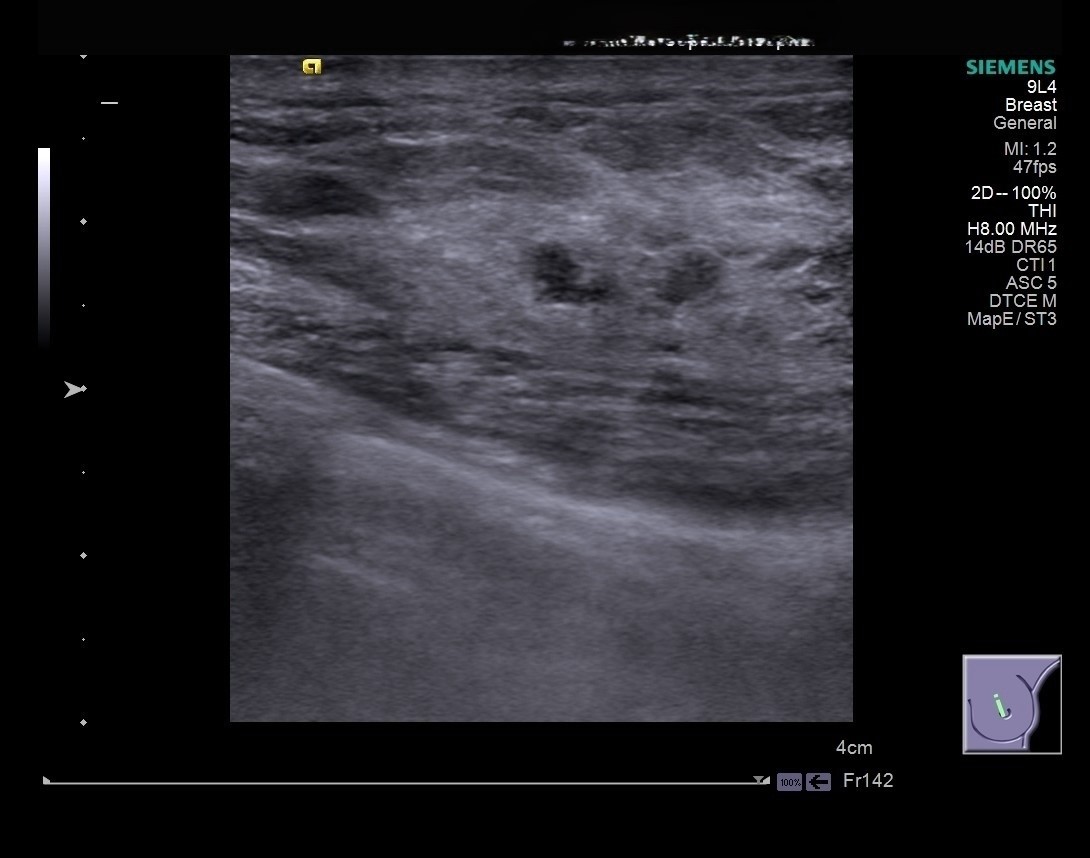 SIEMENS
9L4
Breast
General
MI: 1.2
47fps
2D--100%
THI
H8.00 MHz
14dB DR65
CTI 1
ASC 5
DTCE M
MapE / ST3
4cm
100%
Fr142